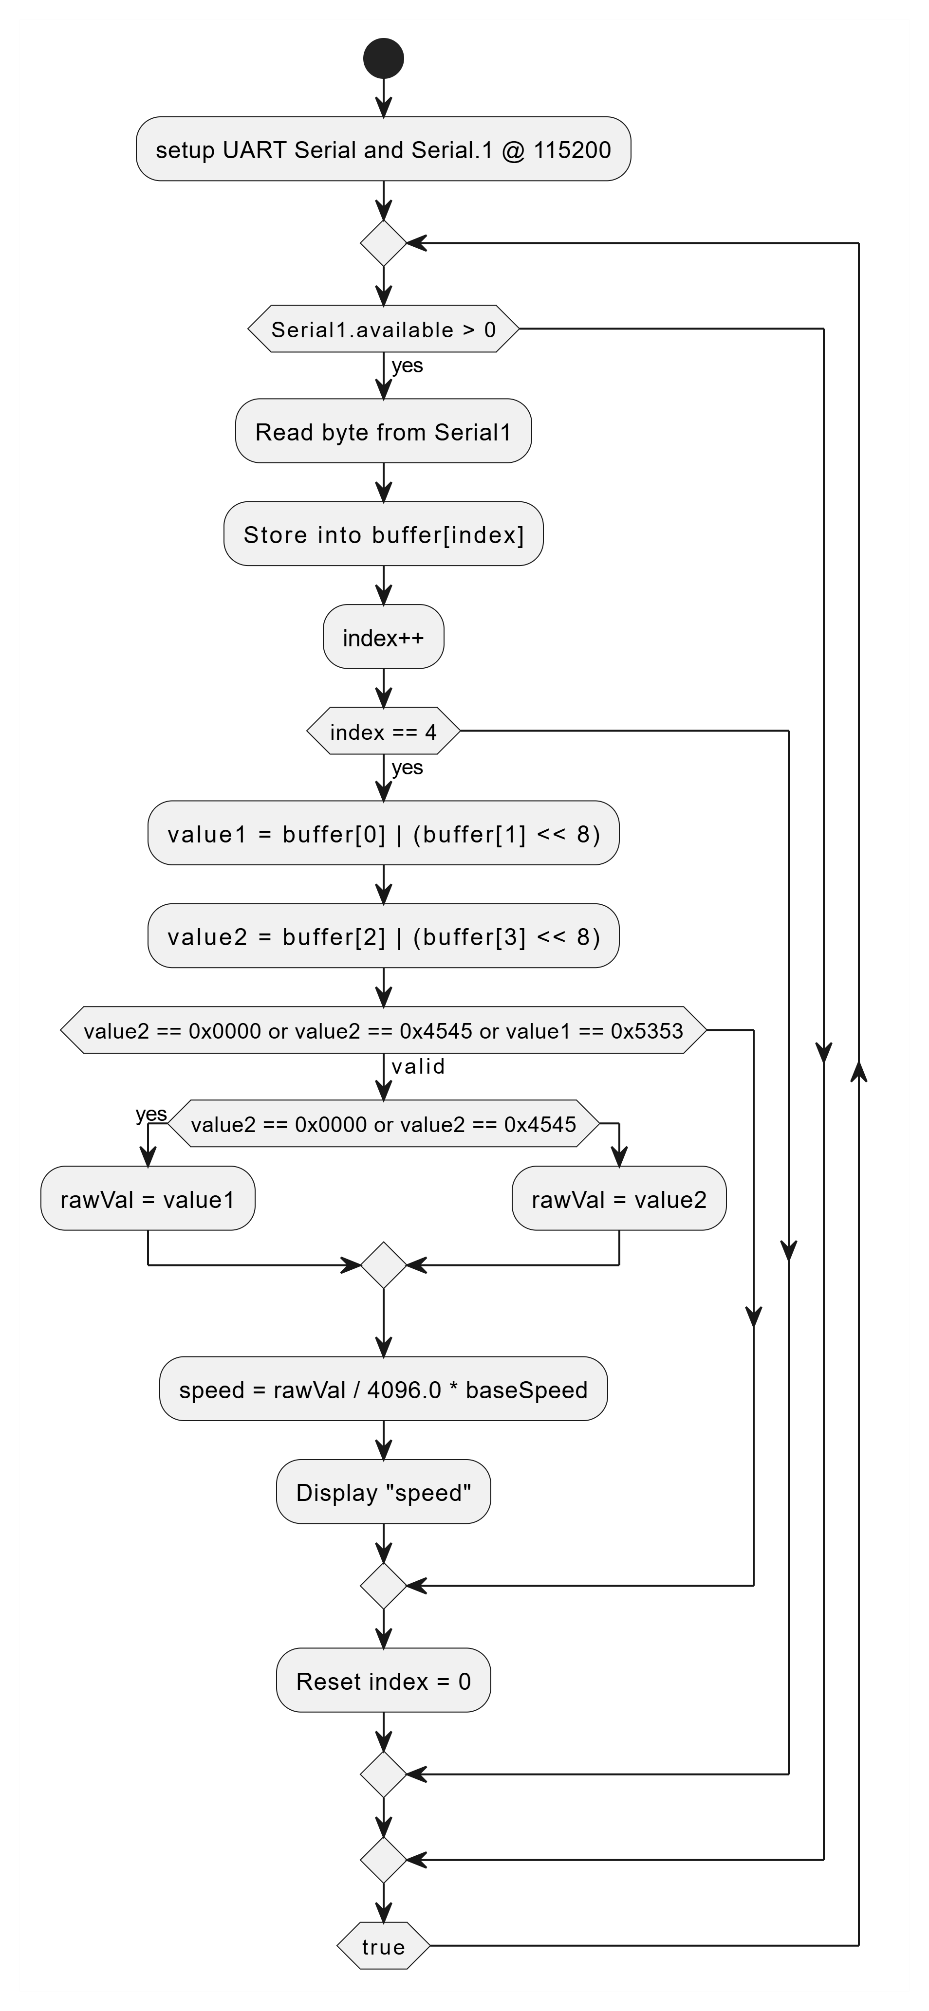 setup UART Serial and Serial.1 @ 115200
Serial1.available > 0
yes
Read byte from Serial1
Store into buffer[index]
index++
index == 4
yes
value1 = buffer[0] | (buffer[1] << 8)
value2 = buffer[2] | (buffer[3] << 8)
value2 == 0x0000 or value2 == 0x4545 or value1 == 0x5353
valid
yes
value2 == 0x0000 or value2 == 0x4545
rawVal = value1
rawVal = value2
speed = rawVal / 4096.0 * baseSpeed
Display "speed"
Reset index = 0
true